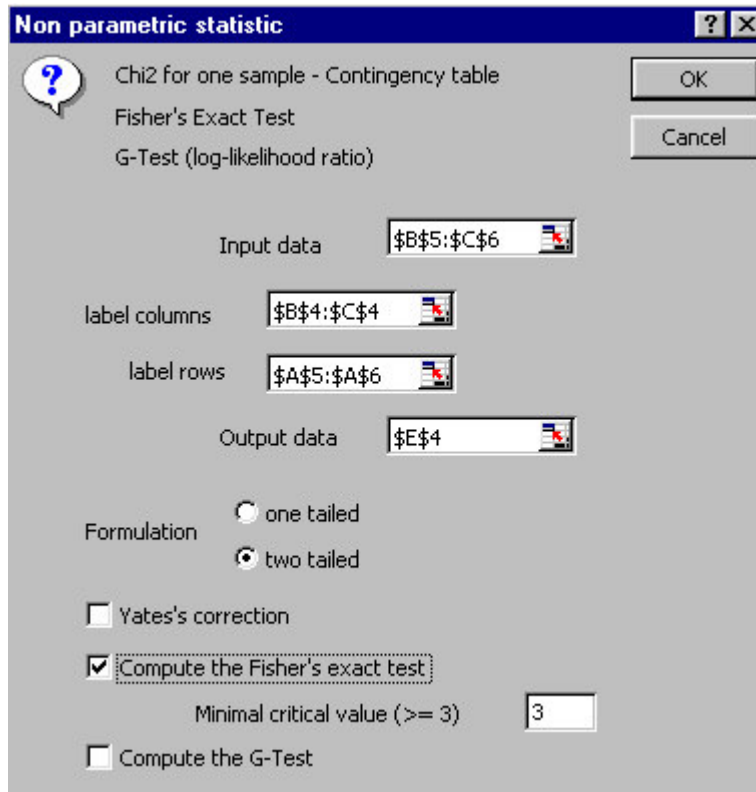 Non parametric statistic
? X
?
Chi2 for one sample - Contingency table
OK
Fisher's Exact Test
Cancel
G-Test (log-likelihood ratio)
Input data $B$5:$C$6
label columns $B$4:$C$4
label rows $A$5:$A$6
Output data $E$4
Formulation
one tailed
two tailed
Yates's correction
Compute the Fisher's exact test
Minimal critical value (>= 3) 3
Compute the G-Test